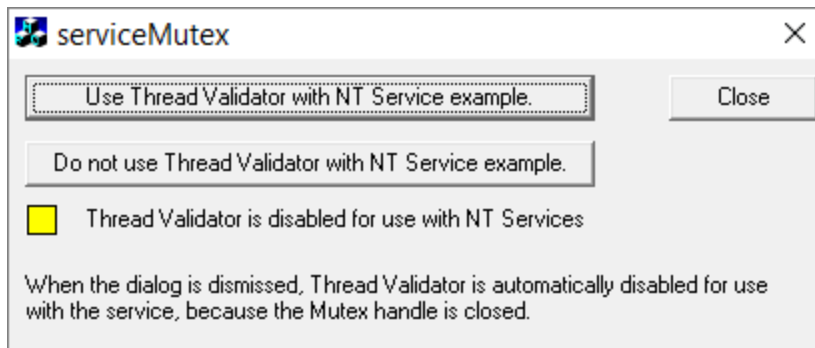 serviceMutex
Use Thread Validator with NT Service example.
Close
Do not use Thread Validator with NT Service example.
Thread Validator is disabled for use with NT Services
When the dialog is dismissed, Thread Validator is automatically disabled for use
with the service, because the Mutex handle is closed.